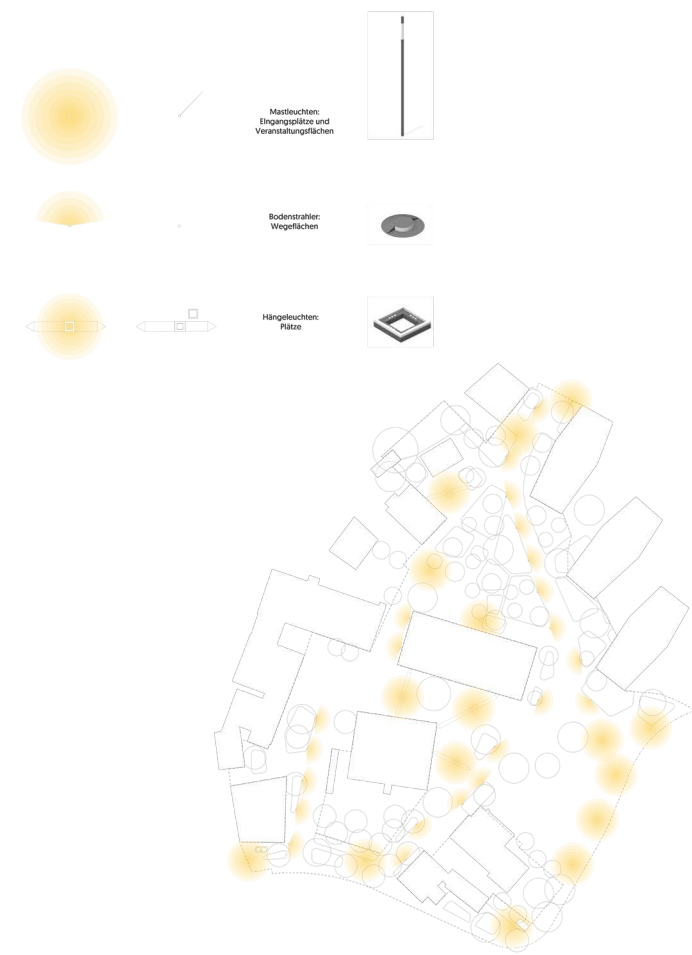 Mastleuchten:
EIngangsplätze und
Veranstaltungsflächen
Bodenstrahler:
Wegeflächen
Hängeleuchten:
Plätze